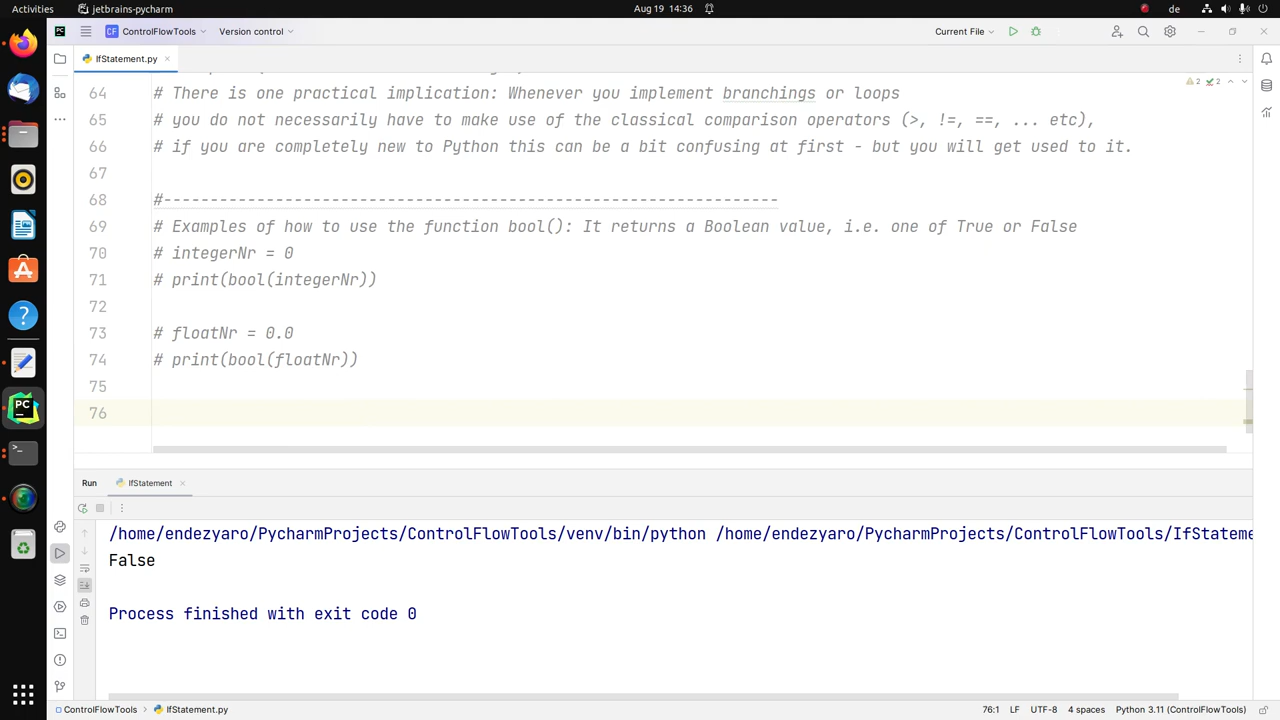 Activities jetbrains-pycharm Aug 19 14:36 de
CF ControlFlowTools Version control Current File
IfStatement.py
2 2
64 # There is one practical implication: Whenever you implement branchings or loops
65 # you do not necessarily have to make use of the classical comparison operators (>, !=, ==, ... etc),
66 # if you are completely new to Python this can be a bit confusing at first - but you will get used to it.
67
68 #------------------------------------------------------------------
69 # Examples of how to use the function bool(): It returns a Boolean value, i.e. one of True or False
70 # integerNr = 0
71 # print(bool(integerNr))
72
73 # floatNr = 0.0
74 # print(bool(floatNr))
75
76
Run IfStatement
/home/endezyaro/PycharmProjects/ControlFlowTools/venv/bin/python /home/endezyaro/PycharmProjects/ControlFlowTools/IfStateme
False
Process finished with exit code 0
ControlFlowTools IfStatement.py 76:1 LF UTF-8 4 spaces Python 3.11 (ControlFlowTools)